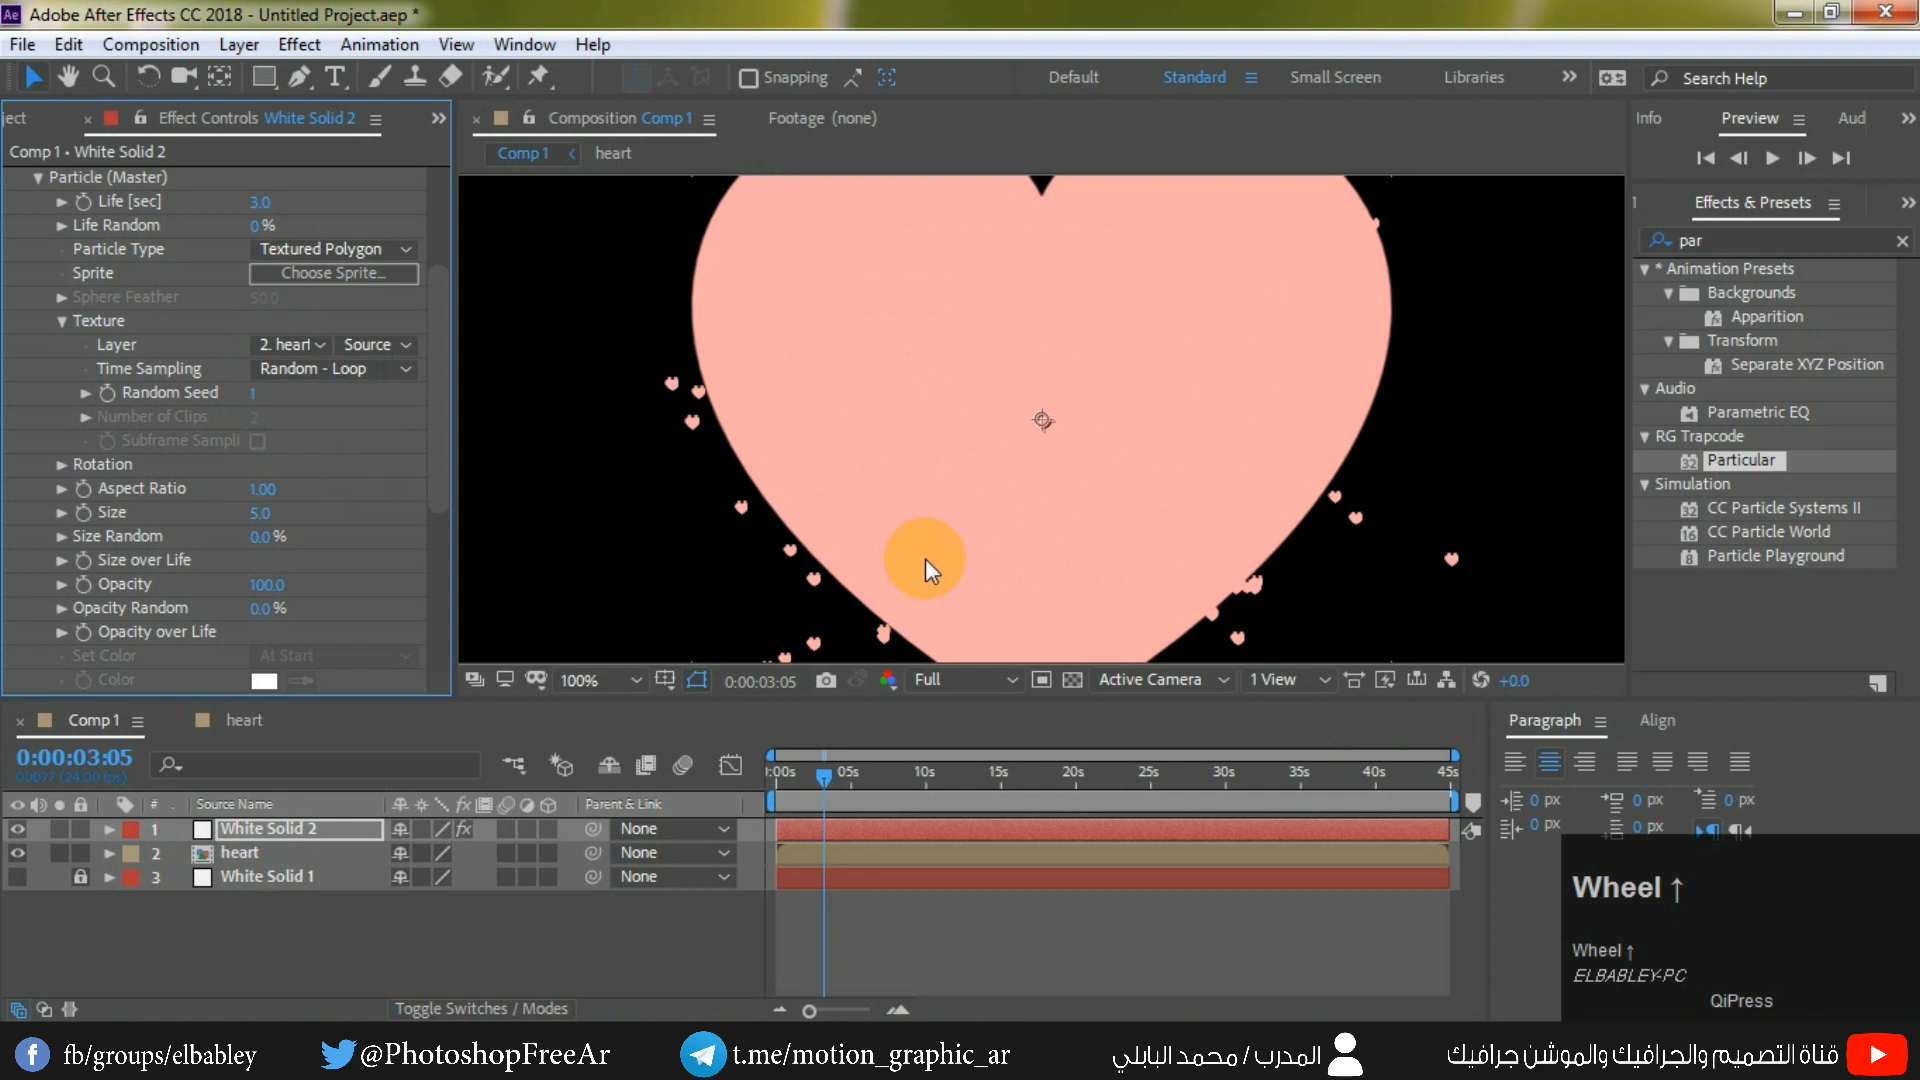 Ae Adobe After Effects CC 2018 - Untitled Project.aep *
File Edit Composition Layer Effect Animation View Window Help
Snapping Default Standard Small Screen Libraries Search Help
ject Effect Controls White Solid 2
Comp 1 • White Solid 2
Particle (Master)
Life [sec] 3.0
Life Random 0 %
Particle Type Textured Polygon
Sprite Choose Sprite...
Sphere Feather 50.0
Texture
Layer 2. heart Source
Time Sampling Random - Loop
Random Seed 1
Number of Clips 2
Subframe Sampli
Rotation
Aspect Ratio 1.00
Size 5.0
Size Random 0.0 %
Size over Life
Opacity 100.0
Opacity Random 0.0 %
Opacity over Life
Set Color At Start
Color
Composition Comp 1 Footage (none)
Comp 1 heart
100% 0:00:03:05 Full Active Camera 1 View +0.0
Info Preview Aud
Effects & Presets
par
* Animation Presets
Backgrounds
Apparition
Transform
Separate XYZ Position
Audio
Parametric EQ
RG Trapcode
32 Particular
Simulation
32 CC Particle Systems II
16 CC Particle World
8 Particle Playground
Comp 1 heart
0:00:03:05
00077 (24.00 fps)
:00s 05s 10s 15s 20s 25s 30s 35s 40s 45s
# Source Name fx Parent & Link
1 White Solid 2 fx None
2 heart None
3 White Solid 1 None
Toggle Switches / Modes
Paragraph Align
0 px 0 px 0 px
0 px 0 px
Wheel ↑
Wheel ↑
ELBABLEY-PC
QiPress
fb/groups/elbabley @PhotoshopFreeAr t.me/motion_graphic_ar المدرب / محمد البابلي قناة التصميم والجرافيك والموشن جرافيك